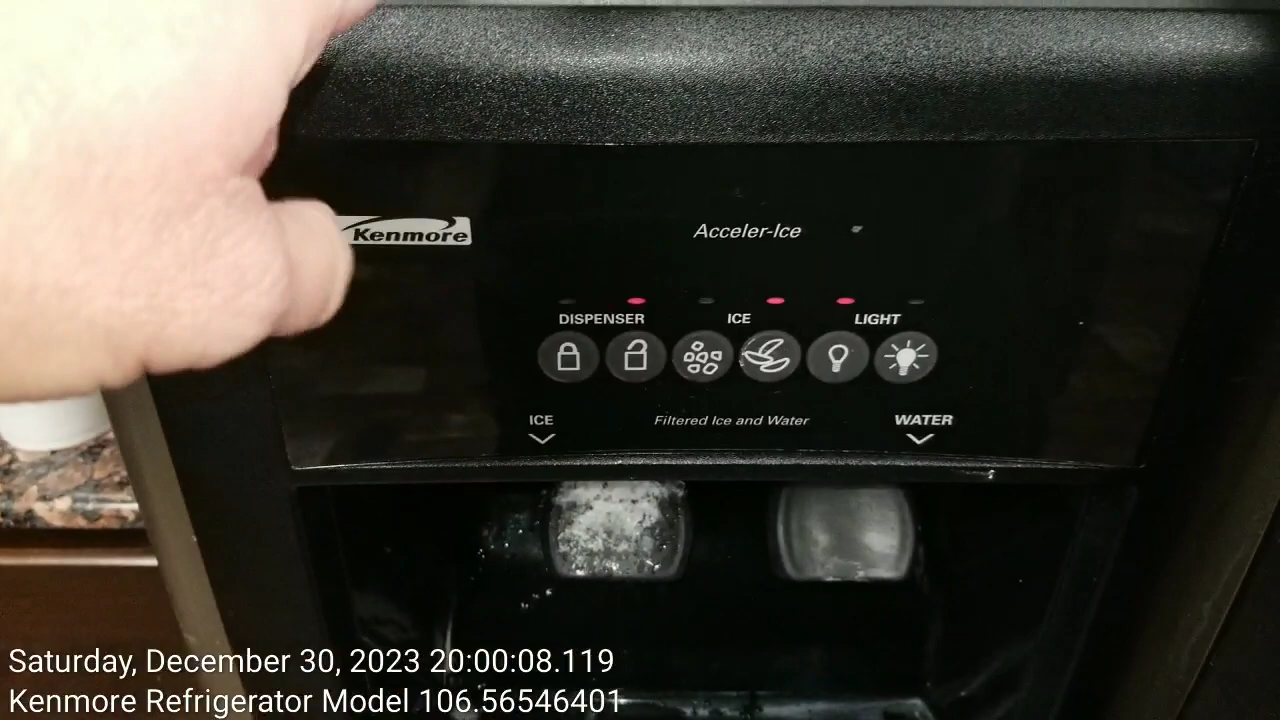 Kenmore
Acceler-Ice
DISPENSER ICE LIGHT
ICE Filtered Ice and Water WATER
Saturday, December 30, 2023 20:00:08.119
Kenmore Refrigerator Model 106.56546401